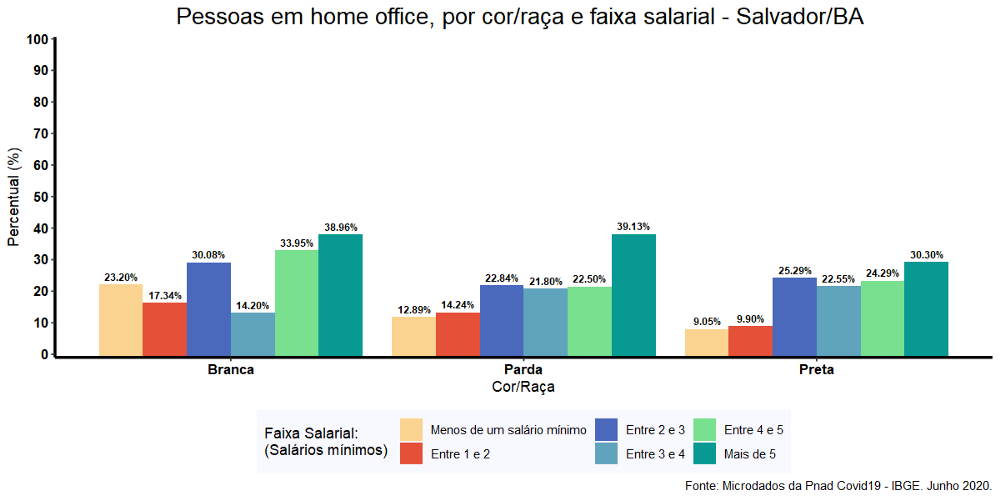 Pessoas em home office, por cor/raça e faixa salarial - Salvador/BA
Percentual (%)
100
90
80
70
60
50
40
30
20
10
0
23.20%
17.34%
30.08%
14.20%
33.95%
38.96%
12.89%
14.24%
22.84%
21.80%
22.50%
39.13%
9.05%
9.90%
25.29%
22.55%
24.29%
30.30%
Branca
Parda
Preta
Cor/Raça
Faixa Salarial:
(Salários mínimos)
Menos de um salário mínimo
Entre 1 e 2
Entre 2 e 3
Entre 3 e 4
Entre 4 e 5
Mais de 5
Fonte: Microdados da Pnad Covid19 - IBGE. Junho 2020.